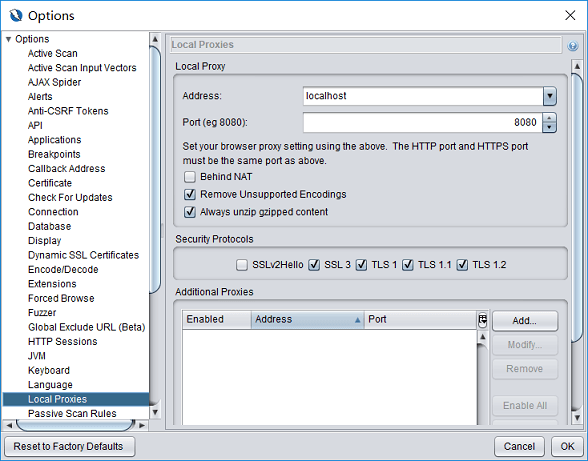 Options
Options
Active Scan
Active Scan Input Vectors
AJAX Spider
Alerts
Anti-CSRF Tokens
API
Applications
Breakpoints
Callback Address
Certificate
Check For Updates
Connection
Database
Display
Dynamic SSL Certificates
Encode/Decode
Extensions
Forced Browse
Fuzzer
Global Exclude URL (Beta)
HTTP Sessions
JVM
Keyboard
Language
Local Proxies
Passive Scan Rules
Local Proxies
Local Proxy
Address:
localhost
Port (eg 8080):
8080
Set your browser proxy setting using the above. The HTTP port and HTTPS port
must be the same port as above.
Behind NAT
Remove Unsupported Encodings
Always unzip gzipped content
Security Protocols
SSLv2Hello SSL 3 TLS 1 TLS 1.1 TLS 1.2
Additional Proxies
Enabled Address Port
Add...
Modify...
Remove
Enable All
Reset to Factory Defaults
Cancel
OK